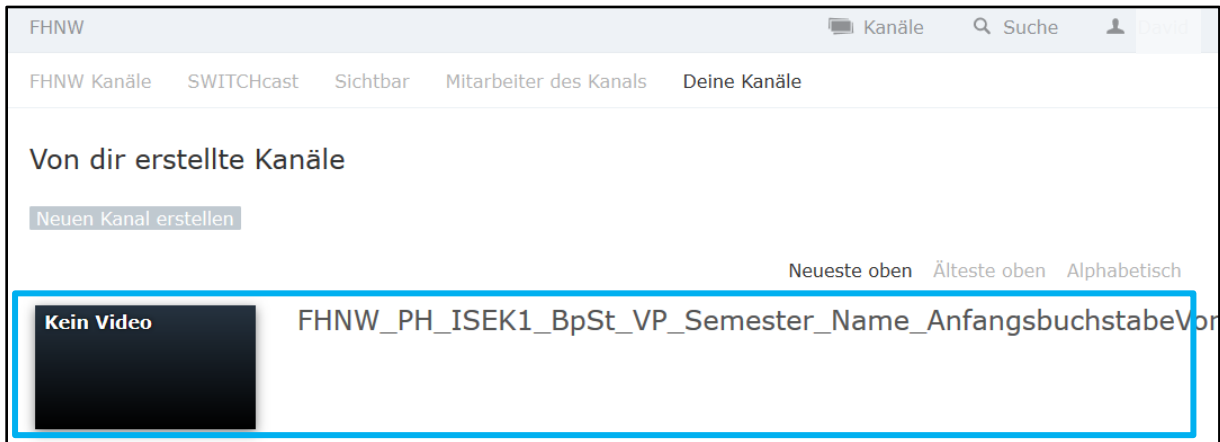 FHNW Kanäle Suche David
FHNW Kanäle SWITCHcast Sichtbar Mitarbeiter des Kanals Deine Kanäle
Von dir erstellte Kanäle
Neuen Kanal erstellen
Neueste oben Älteste oben Alphabetisch
Kein Video FHNW_PH_ISEK1_BpSt_VP_Semester_Name_AnfangsbuchstabeVor